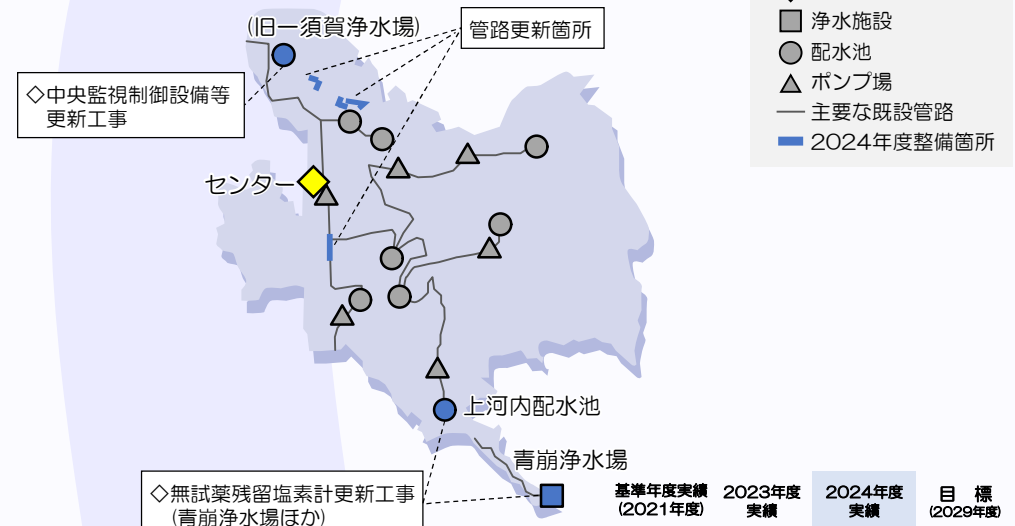 (旧一須賀浄水場)
管路更新箇所
◇中央監視制御設備等
更新工事
浄水施設
配水池
ポンプ場
主要な既設管路
2024年度整備箇所
センター
上河内配水池
青崩浄水場
◇無試薬残留塩素計更新工事
(青崩浄水場ほか)
基準年度実績
(2021年度)
2023年度
実績
2024年度
実績
目 標
(2029年度)